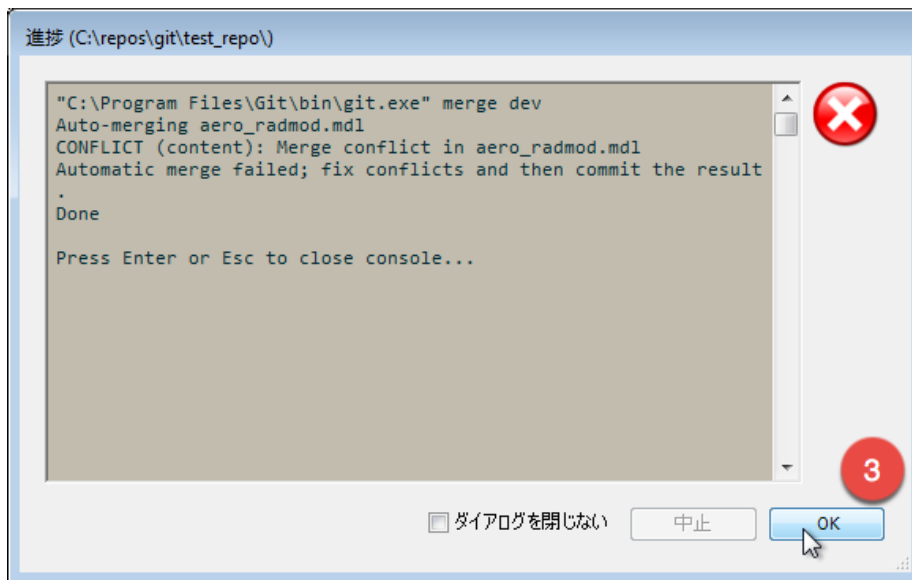 進捗 (C:\repos\git\test_repo\)
"C:\Program Files\Git\bin\git.exe" merge dev
Auto-merging aero_radmod.mdl
CONFLICT (content): Merge conflict in aero_radmod.mdl
Automatic merge failed; fix conflicts and then commit the result
.
Done
Press Enter or Esc to close console...
3
ダイアログを閉じない 中止 OK